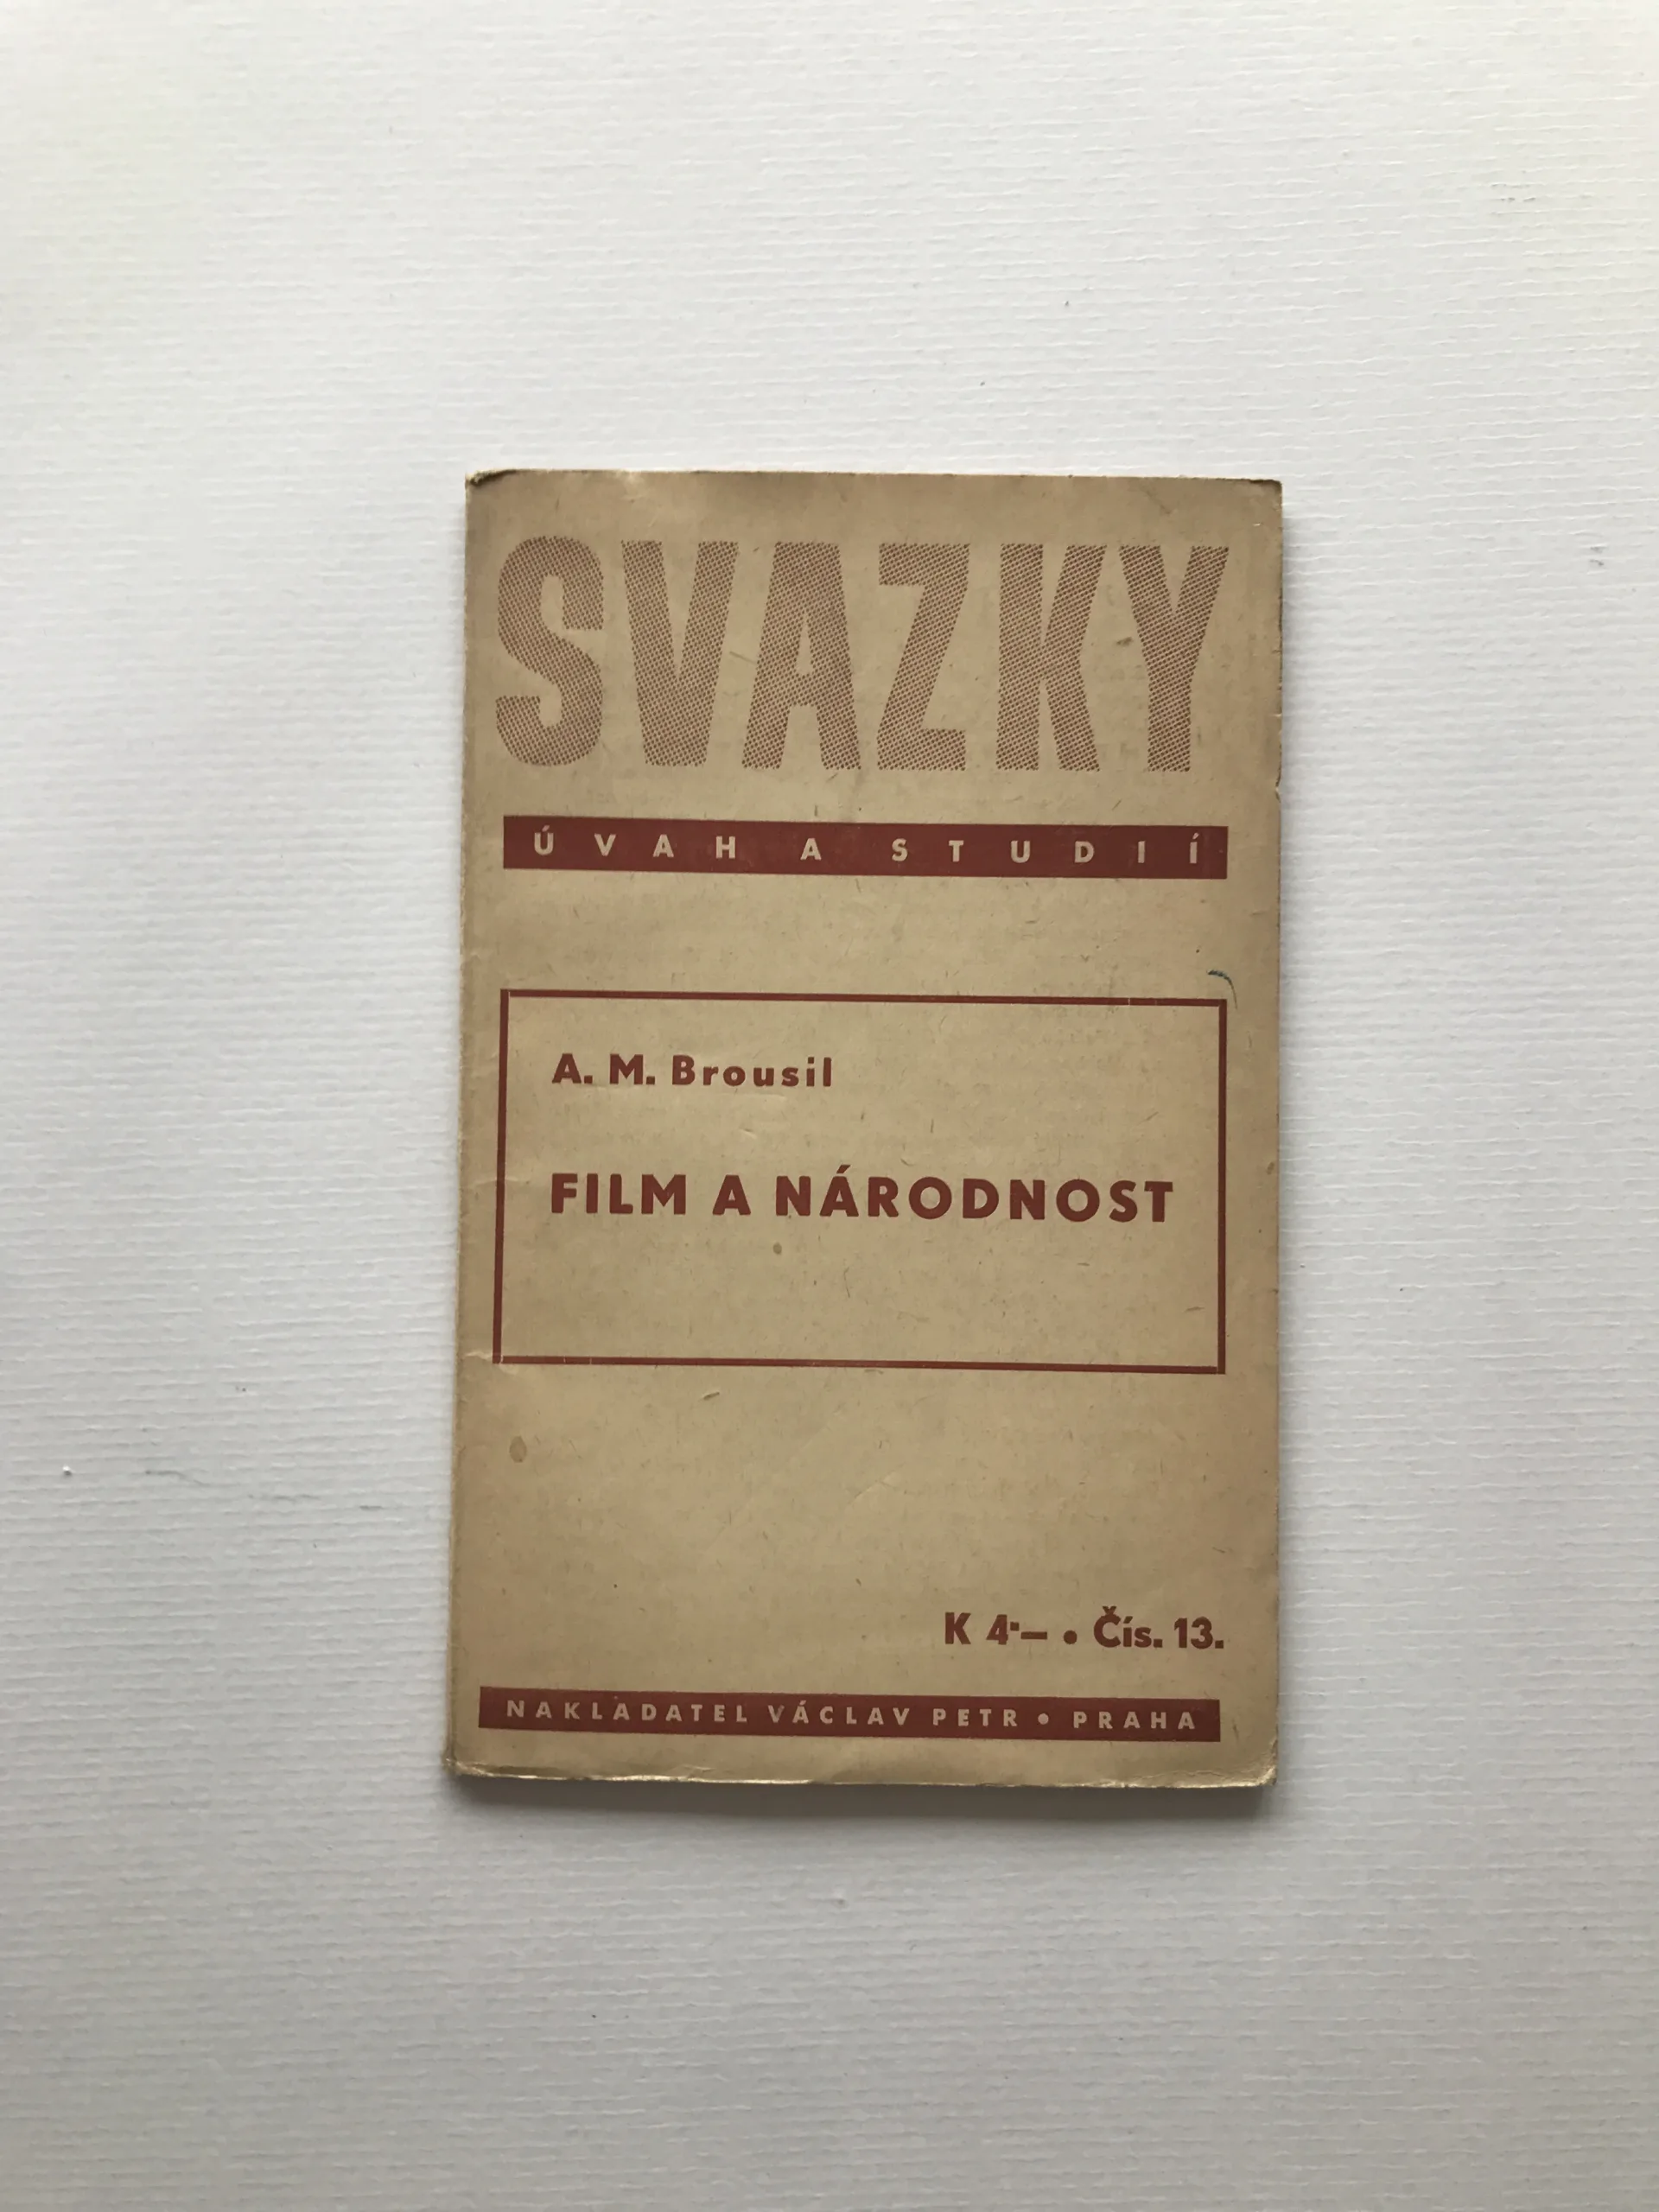 SVAZKY
ÚVAH A STUDIÍ
A. M. Brousil
FILM A NÁRODNOST
K 4·— • Čís. 13.
NAKLADATEL VÁCLAV PETR • PRAHA